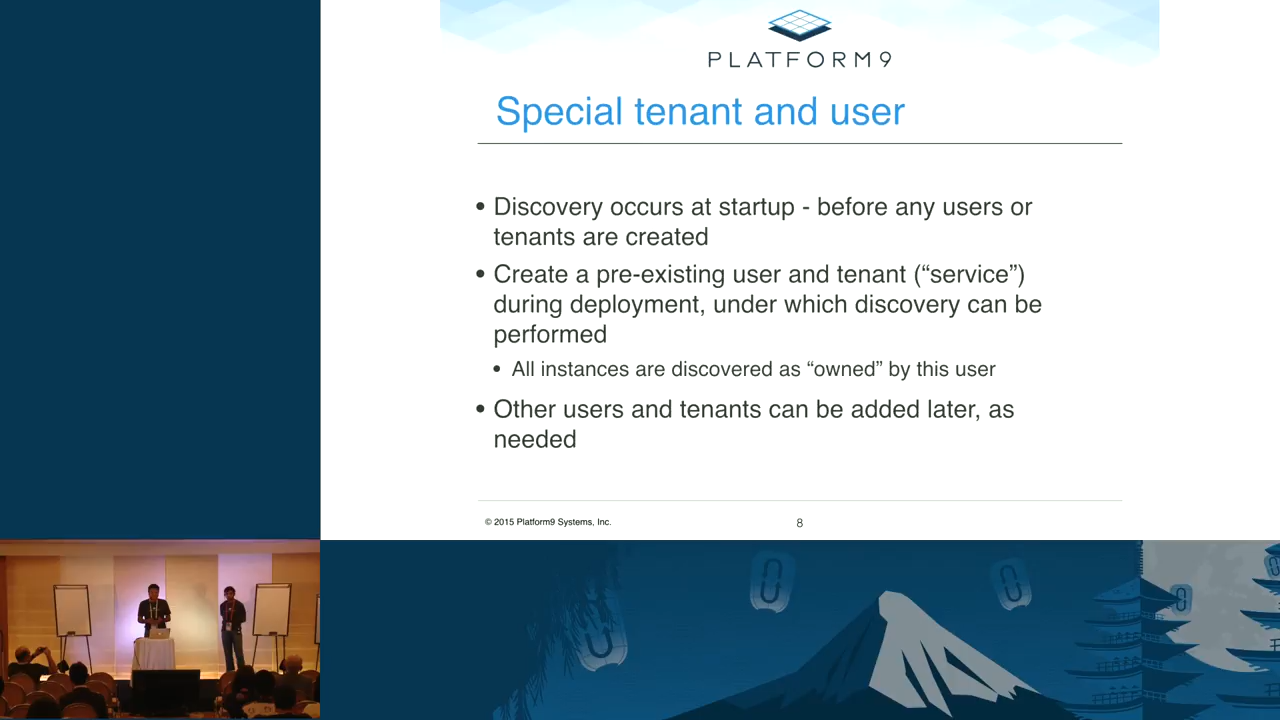 PLATFORM9
Special tenant and user
• Discovery occurs at startup - before any users or
tenants are created
• Create a pre-existing user and tenant (“service”)
during deployment, under which discovery can be
performed
• All instances are discovered as “owned” by this user
• Other users and tenants can be added later, as
needed
© 2015 Platform9 Systems, Inc.
8